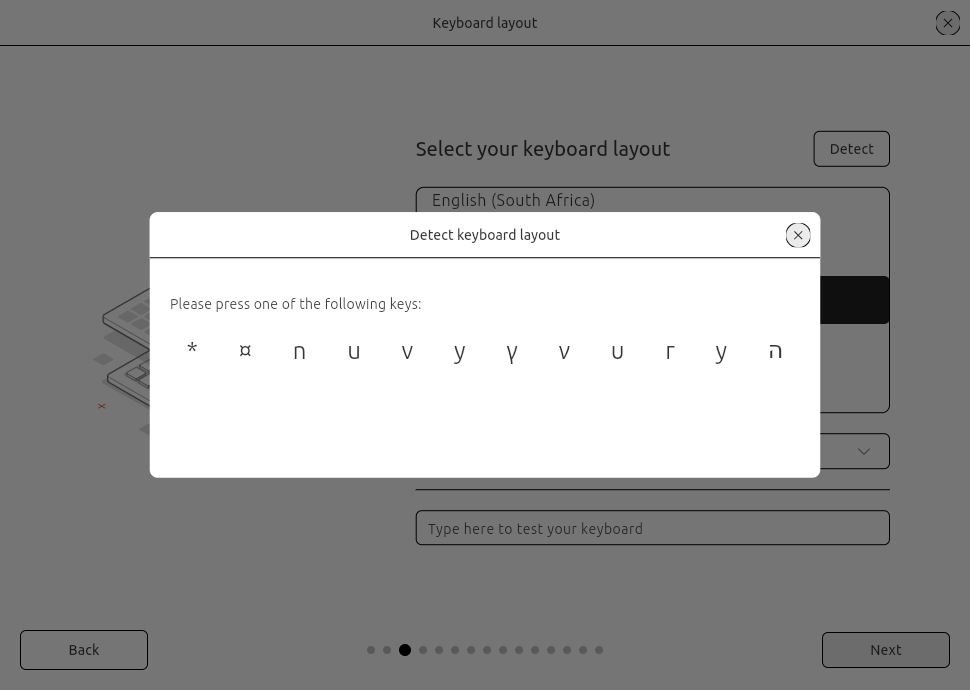 Keyboard layout
Select your keyboard layout
Detect
English (South Africa)
Detect keyboard layout
Please press one of the following keys:
* ¤ n u v y γ ν u г у ה
Type here to test your keyboard
Back
Next